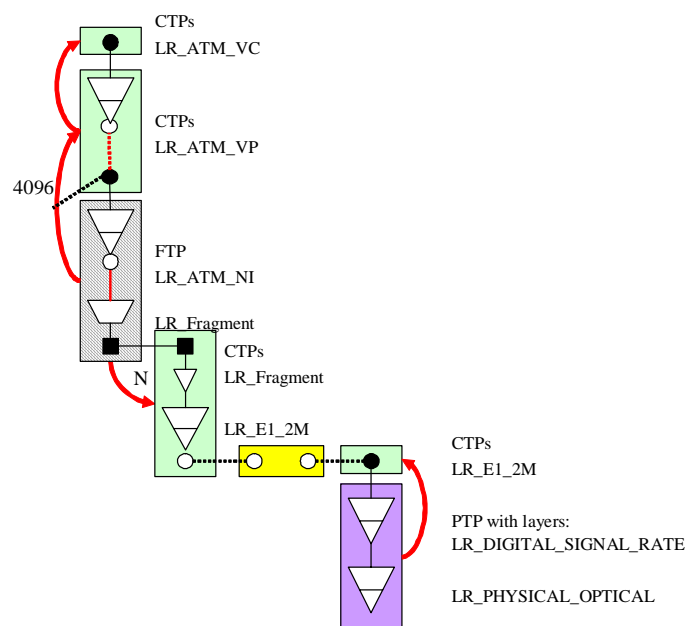 CTPs
LR_ATM_VC
CTPs
LR_ATM_VP
4096
FTP
LR_ATM_NI
LR_Fragment
CTPs
N
LR_Fragment
LR_E1_2M
CTPs
LR_E1_2M
PTP with layers:
LR_DIGITAL_SIGNAL_RATE
LR_PHYSICAL_OPTICAL